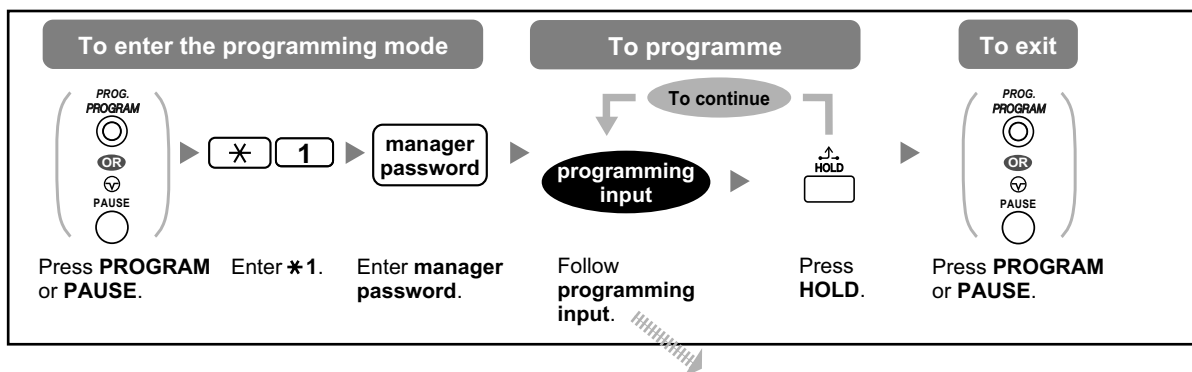 To enter the programming mode
To programme
To exit
To continue
PROG.
PROGRAM
OR
PAUSE
✳ 1
manager
password
programming
input
HOLD
PROG.
PROGRAM
OR
PAUSE
Press PROGRAM
or PAUSE.
Enter ✳1.
Enter manager
password.
Follow
programming
input.
Press
HOLD.
Press PROGRAM
or PAUSE.